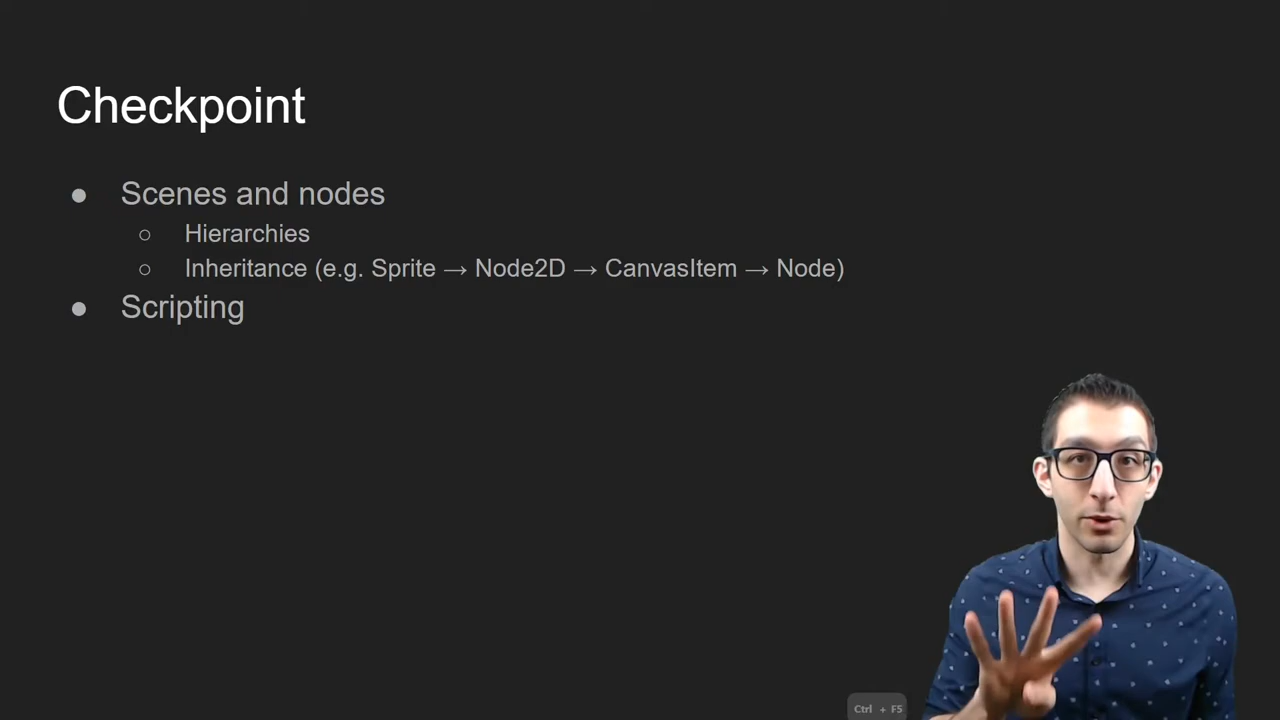 Checkpoint
● Scenes and nodes
○ Hierarchies
○ Inheritance (e.g. Sprite → Node2D → CanvasItem → Node)
● Scripting
Ctrl + F5